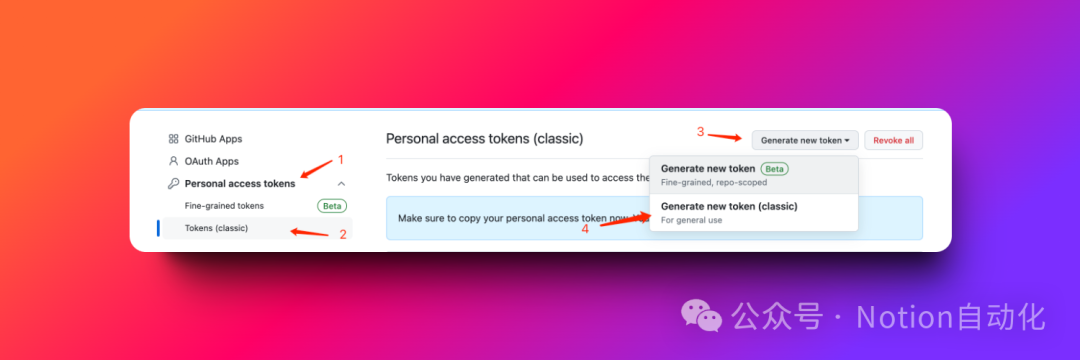 GitHub Apps
OAuth Apps
1
Personal access tokens
Fine-grained tokens Beta
Tokens (classic)
2
Personal access tokens (classic)
3
Generate new token
Revoke all
Tokens you have generated that can be used to access the
Make sure to copy your personal access token now.
Generate new token Beta
Fine-grained, repo-scoped
Generate new token (classic)
For general use
4
公众号 · Notion自动化